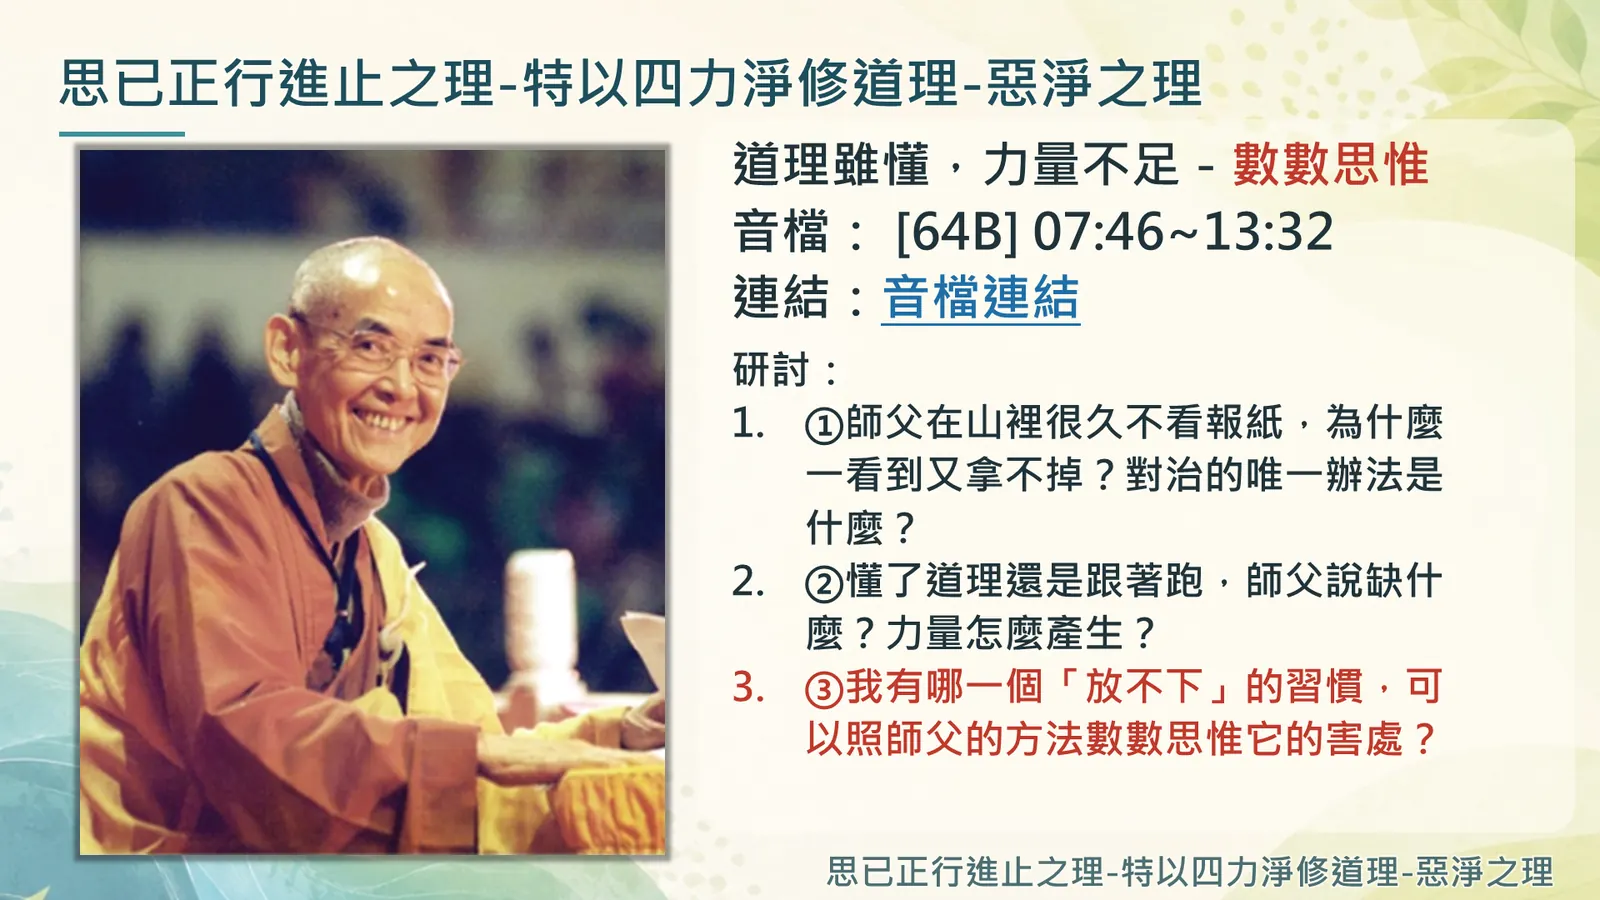 思已正行進止之理-特以四力淨修道理-惡淨之理
道理雖懂，力量不足 - 數數思惟
音檔： [64B] 07:46~13:32
連結：音檔連結
研討：
1. ①師父在山裡很久不看報紙，為什麼
一看到又拿不掉？對治的唯一辦法是
什麼？
2. ②懂了道理還是跟著跑，師父說缺什
麼？力量怎麼產生？
3. ③我有哪一個「放不下」的習慣，可
以照師父的方法數數思惟它的害處？
思已正行進止之理-特以四力淨修道理-惡淨之理